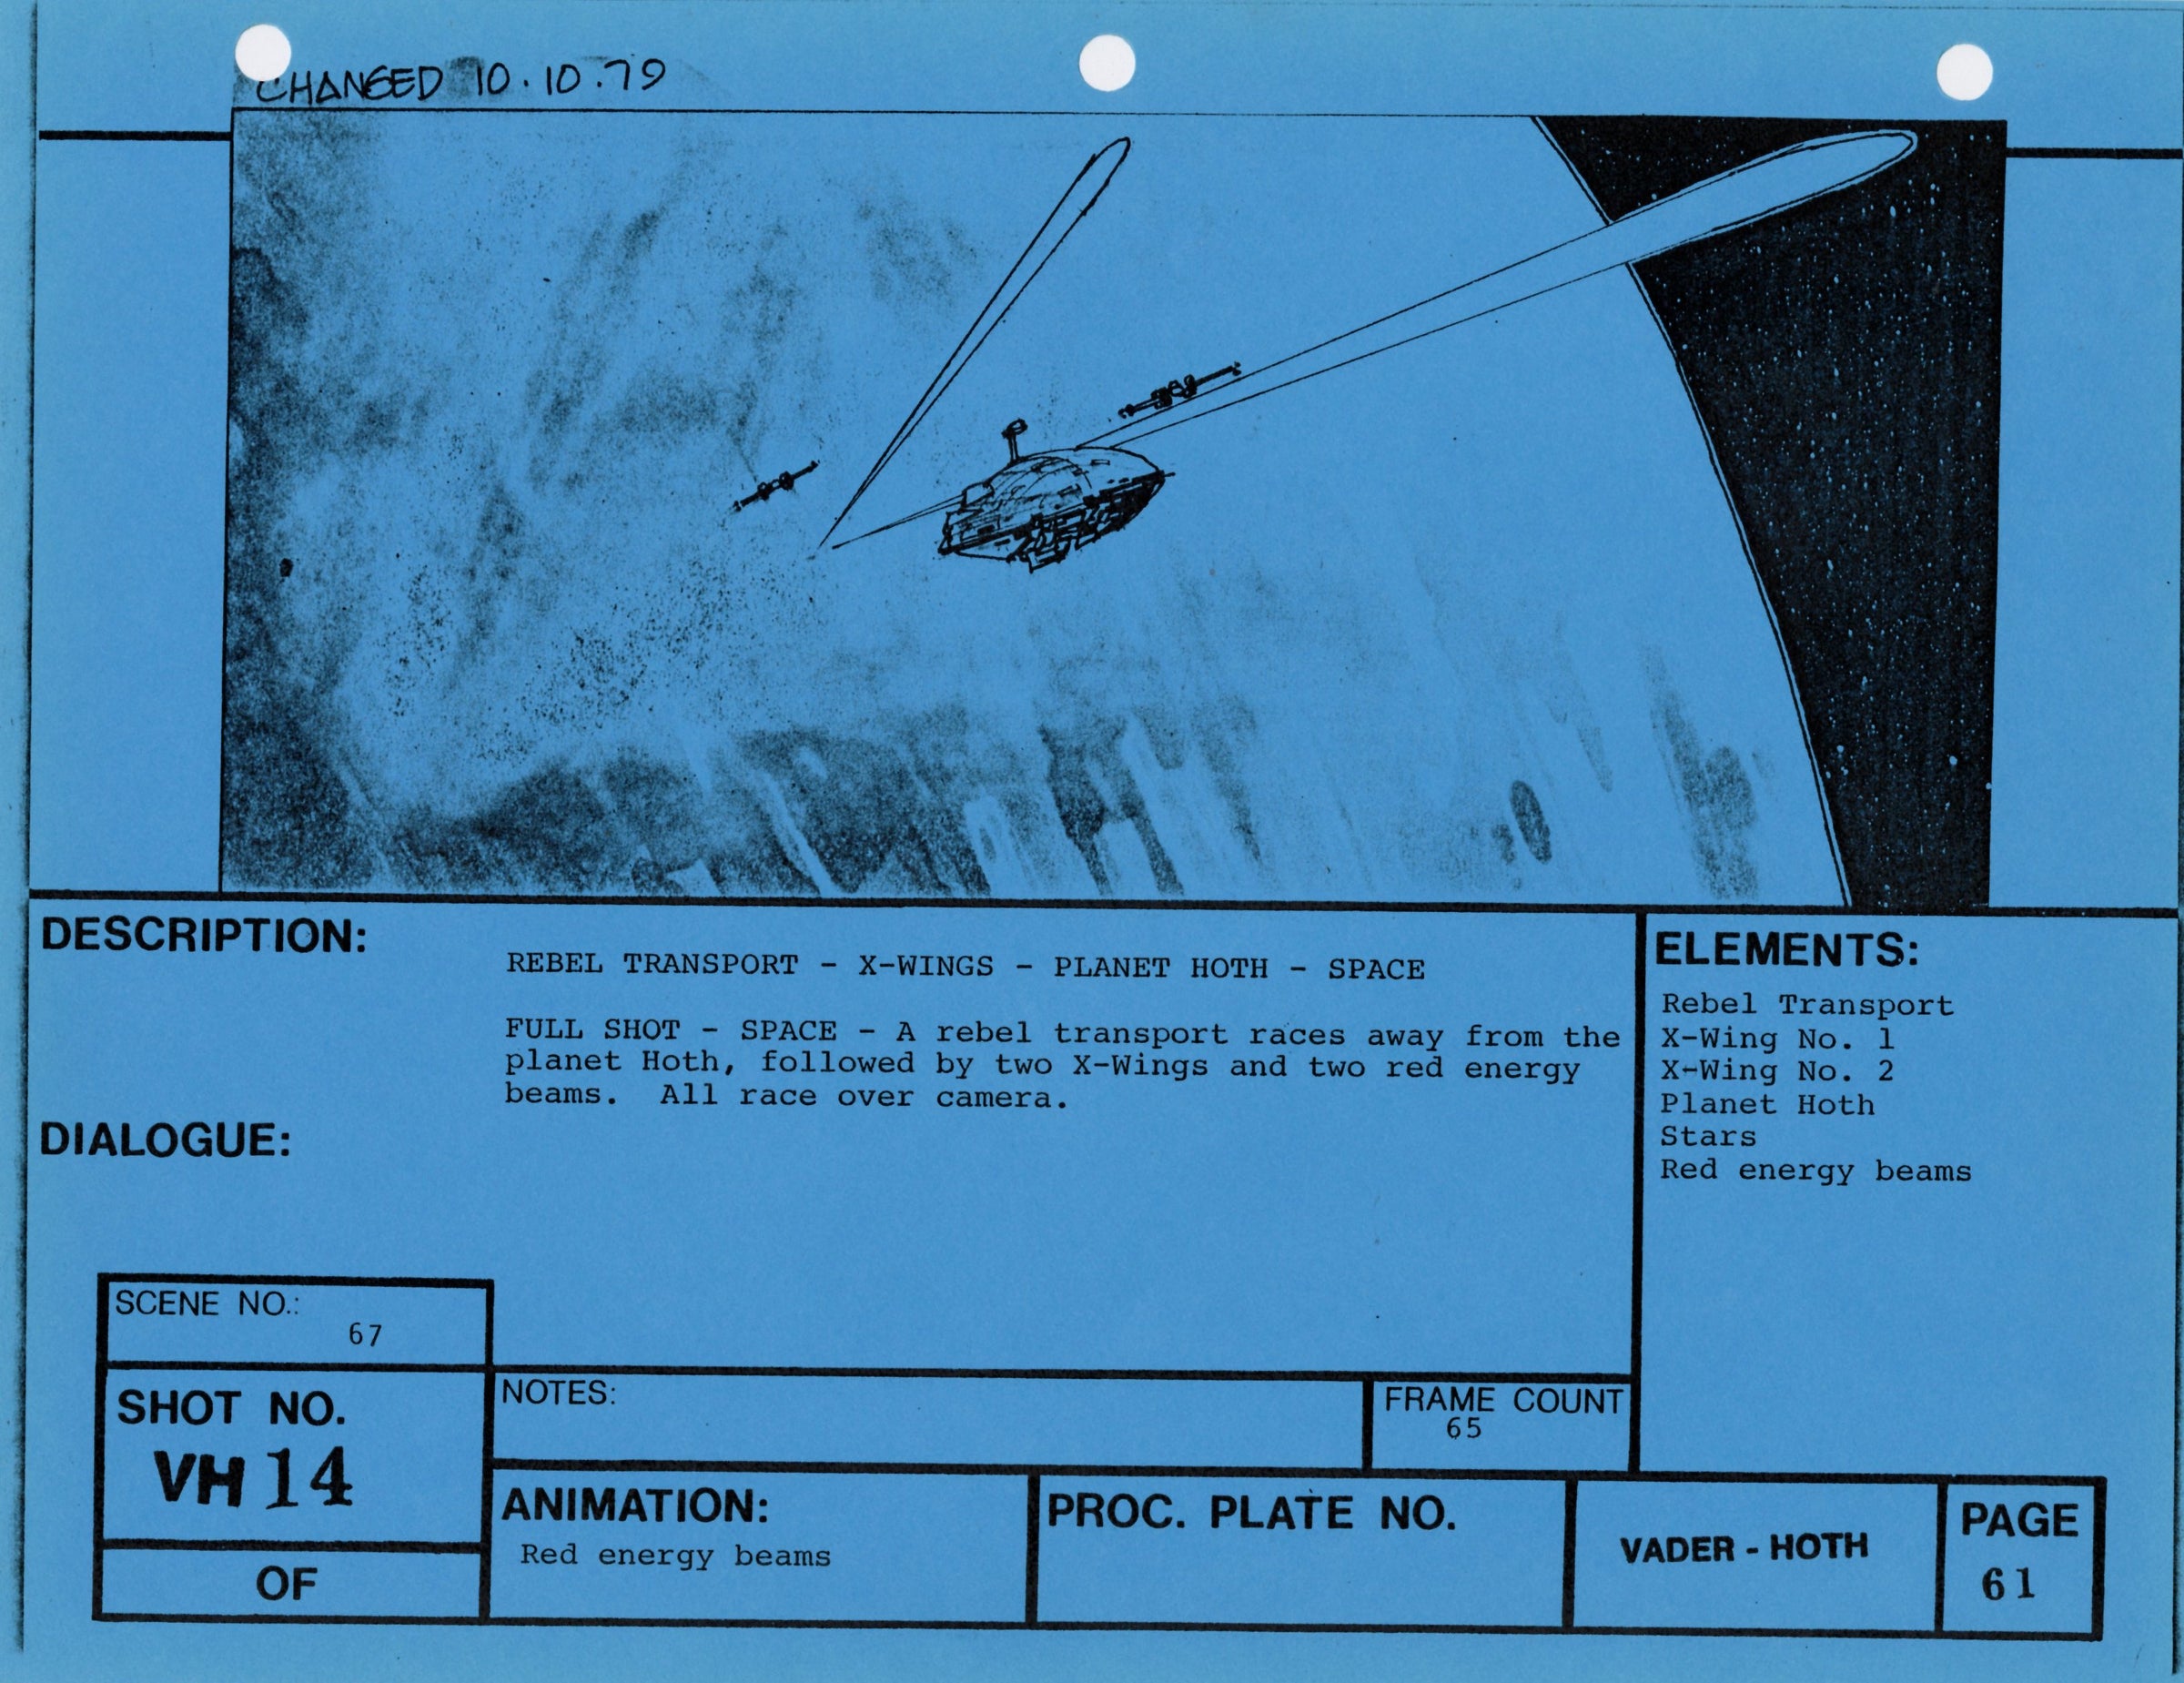 CHANGED 10.10.79
DESCRIPTION:
REBEL TRANSPORT - X-WINGS - PLANET HOTH - SPACE
FULL SHOT - SPACE - A rebel transport races away from the
planet Hoth, followed by two X-Wings and two red energy
beams. All race over camera.
DIALOGUE:
ELEMENTS:
Rebel Transport
X-Wing No. 1
X-Wing No. 2
Planet Hoth
Stars
Red energy beams
SCENE NO.:
67
SHOT NO.
VH 14
OF
NOTES:
FRAME COUNT
65
ANIMATION:
Red energy beams
PROC. PLATE NO.
VADER - HOTH
PAGE
61